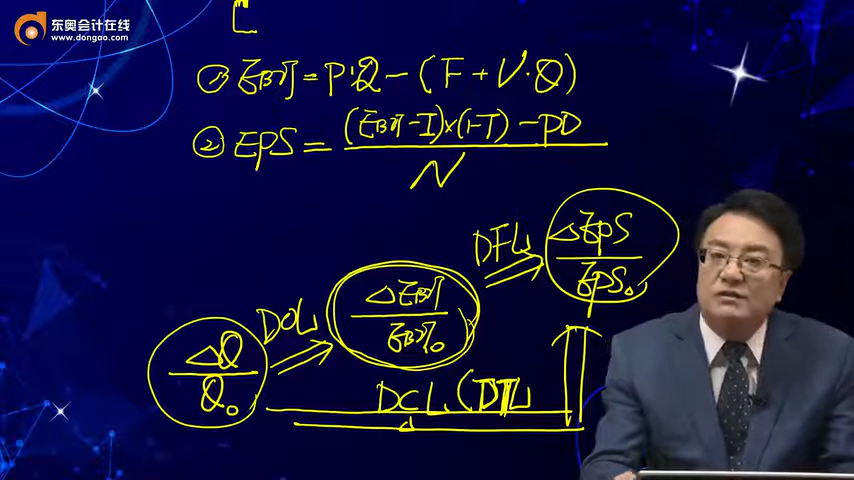 东奥会计在线
www.dongao.com
① EBIT = P·Q - (F + V·Q)
② EPS = (EBIT - I)×(1-T) - PD / N
ΔQ / Q₀
DOL
ΔEBIT / EBIT₀
DFL
ΔEPS / EPS₀
DCL (DTL